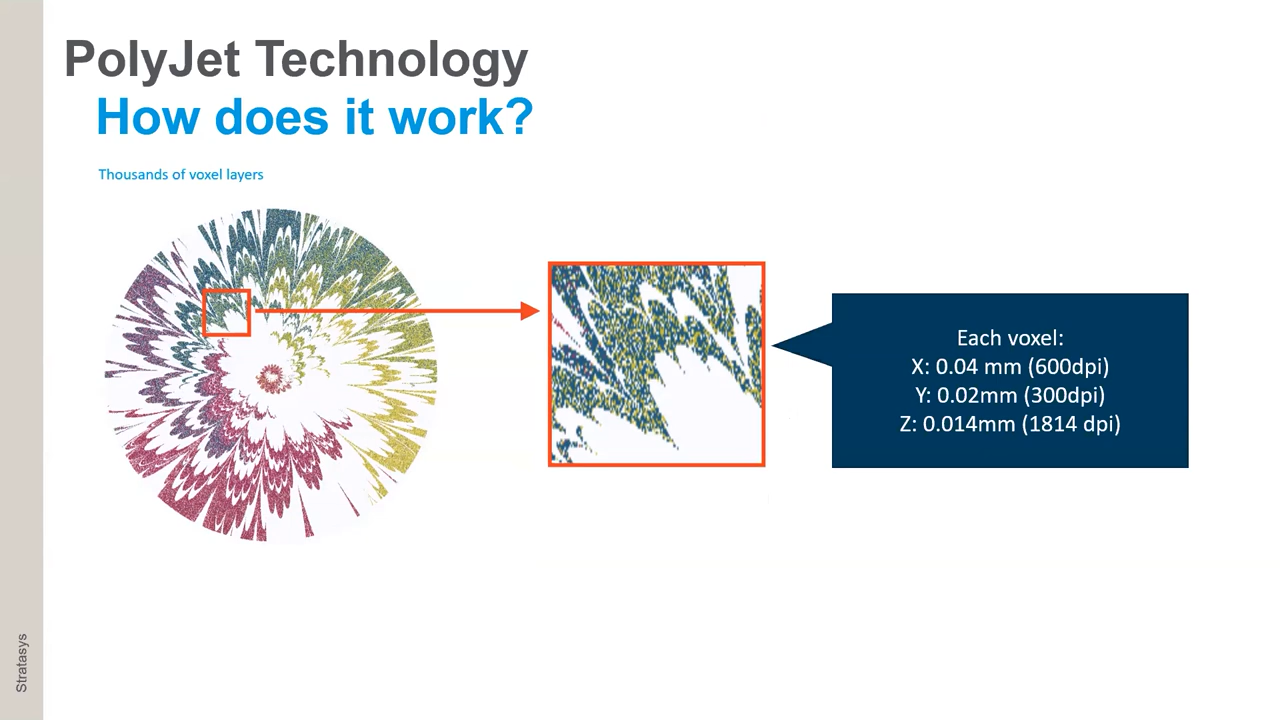 PolyJet Technology
How does it work?
Thousands of voxel layers
Each voxel:
X: 0.04 mm (600dpi)
Y: 0.02mm (300dpi)
Z: 0.014mm (1814 dpi)
Stratasys